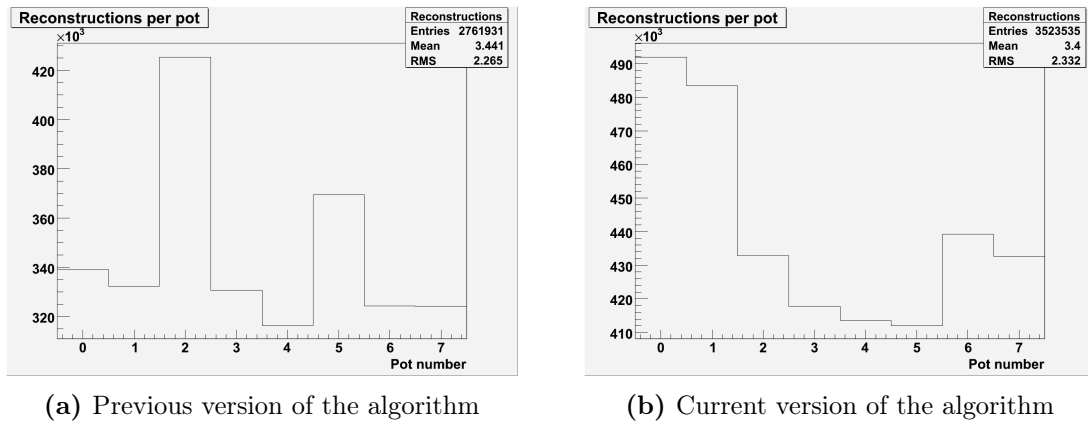 Reconstructions per pot
Reconstructions
Entries 2761931
Mean 3.441
RMS 2.265
×10³
420
400
380
360
340
320
0 1 2 3 4 5 6 7
Pot number
(a) Previous version of the algorithm
Reconstructions per pot
Reconstructions
Entries 3523535
Mean 3.4
RMS 2.332
×10³
490
480
470
460
450
440
430
420
410
0 1 2 3 4 5 6 7
Pot number
(b) Current version of the algorithm